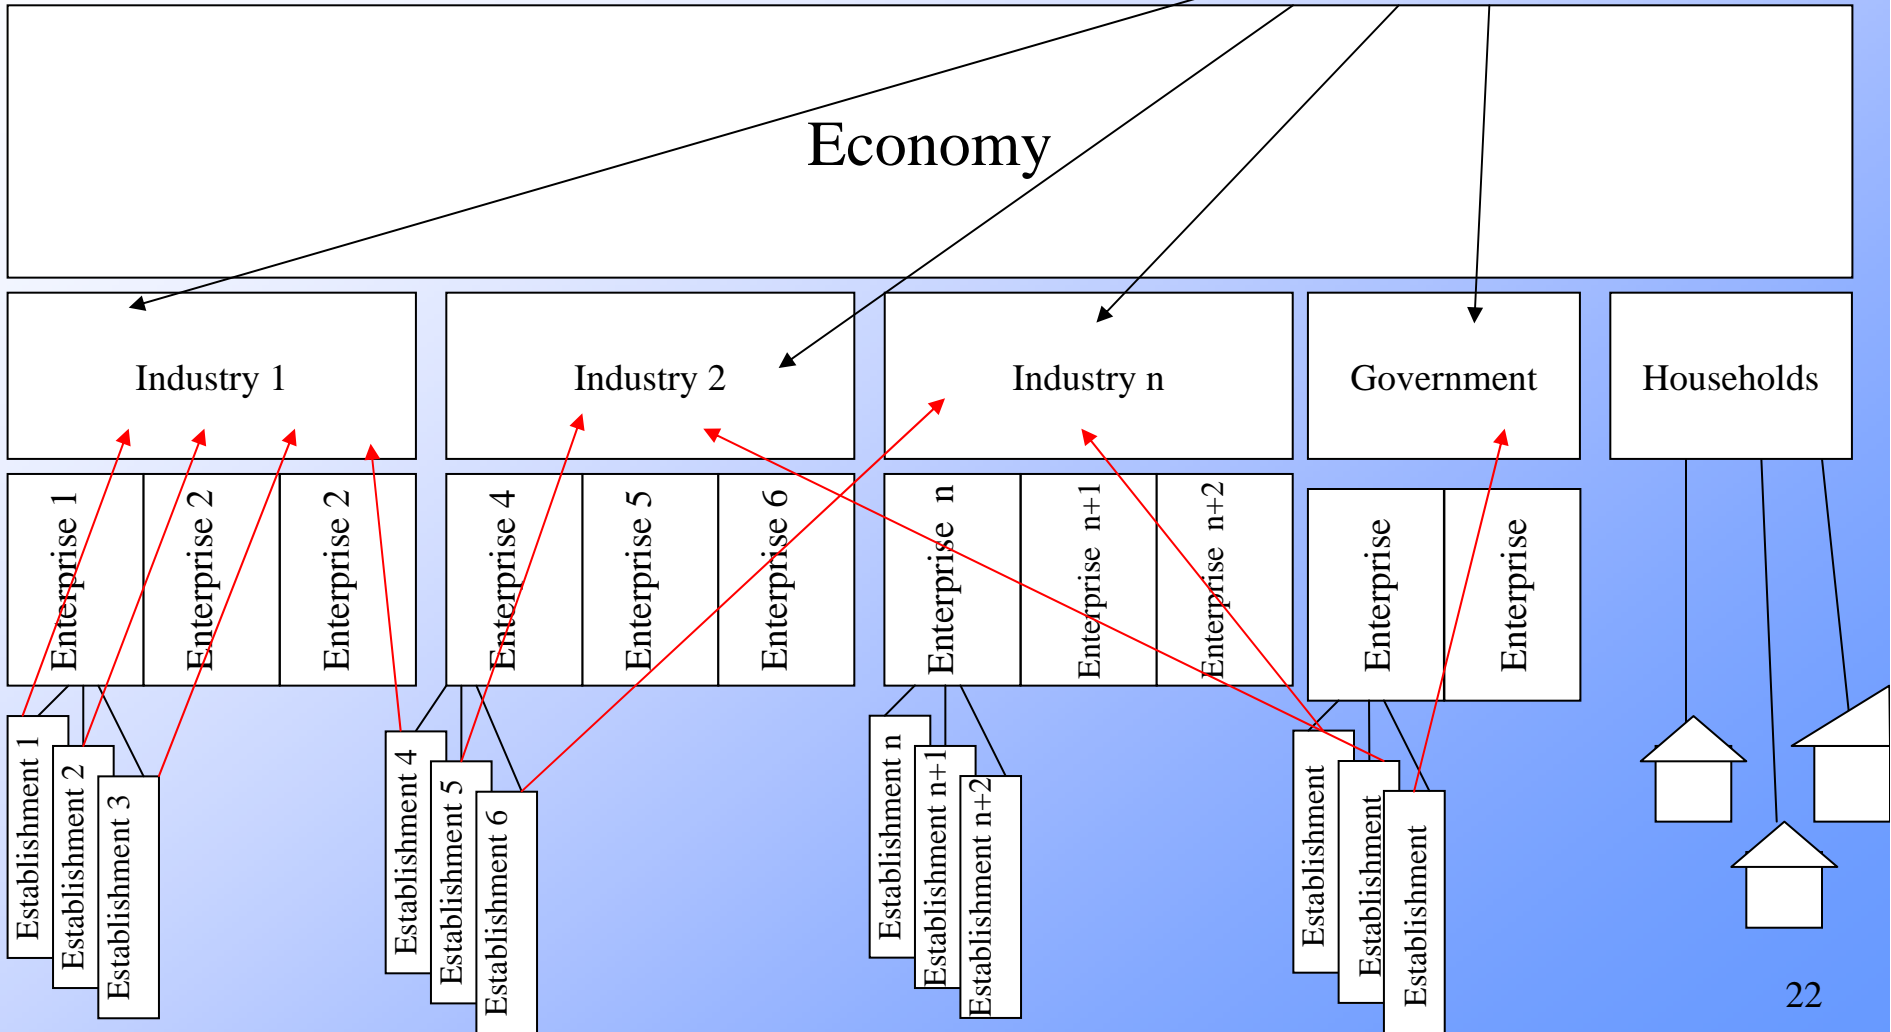 Economy
Industry 1
Industry 2
Industry n
Government
Households
Enterprise 1
Enterprise 2
Enterprise 2
Enterprise 4
Enterprise 5
Enterprise 6
Enterprise n
Enterprise n+1
Enterprise n+2
Enterprise
Enterprise
Establishment 1
Establishment 2
Establishment 3
Establishment 4
Establishment 5
Establishment 6
Establishment n
Establishment n+1
Establishment n+2
Establishment
Establishment
Establishment
22